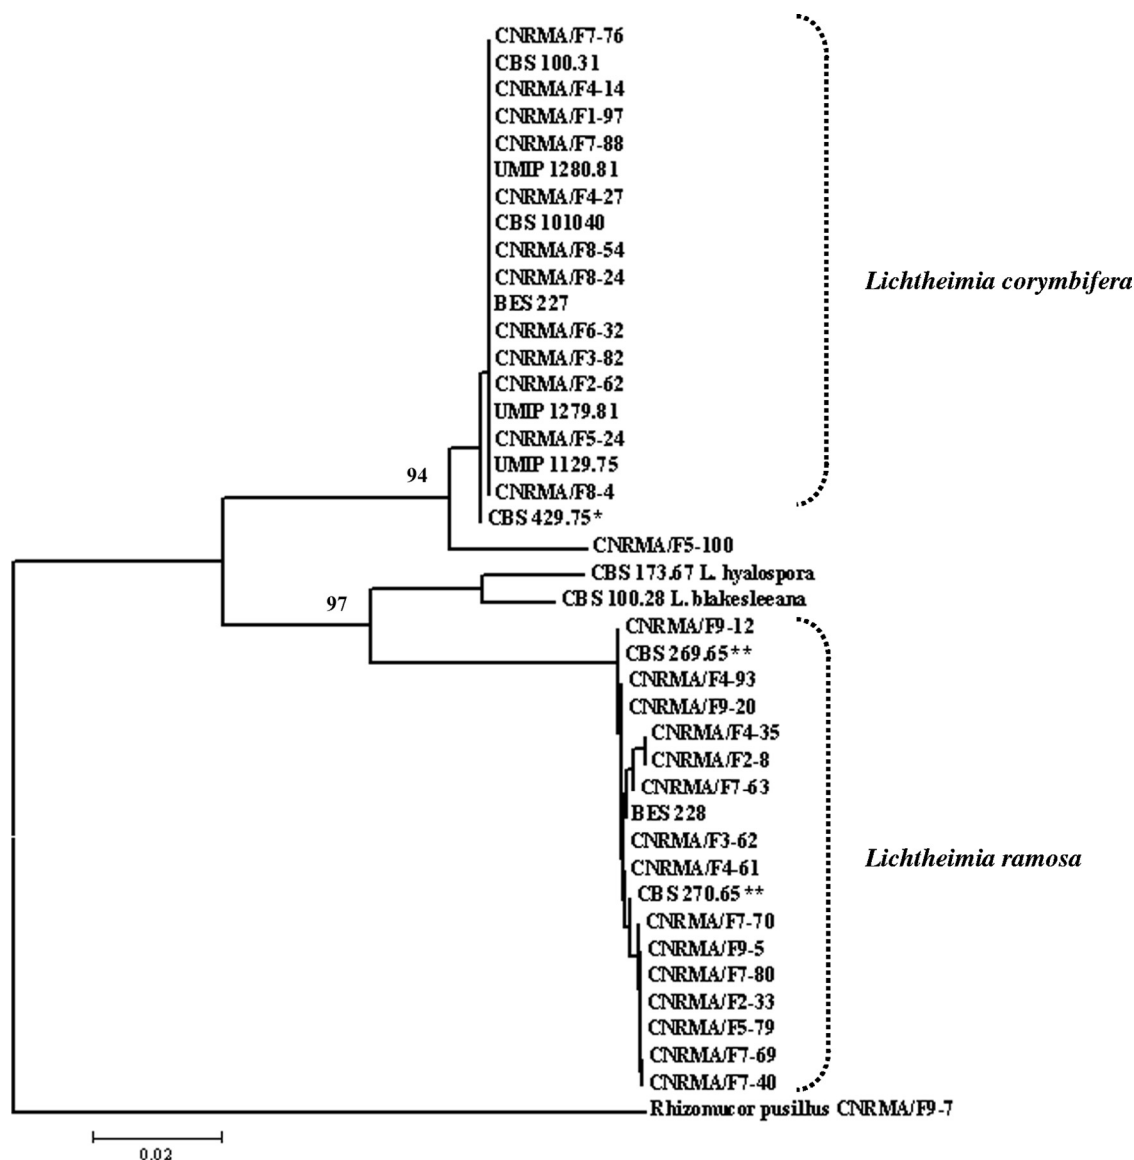 CNRMA/F7-76
CBS 100.31
CNRMA/F4-14
CNRMA/F1-97
CNRMA/F7-88
UMIP 1280.81
CNRMA/F4-27
CBS 101040
CNRMA/F8-54
CNRMA/F8-24
BES 227
CNRMA/F6-32
CNRMA/F3-82
CNRMA/F2-62
UMIP 1279.81
CNRMA/F5-24
UMIP 1129.75
CNRMA/F8-4
CBS 429.75*
Lichtheimia corymbifera
94
CNRMA/F5-100
CBS 173.67 L. hyalospora
CBS 100.28 L. blakesleeana
97
CNRMA/F9-12
CBS 269.65**
CNRMA/F4-93
CNRMA/F9-20
CNRMA/F4-35
CNRMA/F2-8
CNRMA/F7-63
BES 228
CNRMA/F3-62
CNRMA/F4-61
CBS 270.65**
CNRMA/F7-70
CNRMA/F9-5
CNRMA/F7-80
CNRMA/F2-33
CNRMA/F5-79
CNRMA/F7-69
CNRMA/F7-40
Lichtheimia ramosa
Rhizomucor pusillus CNRMA/F9-7
0.02